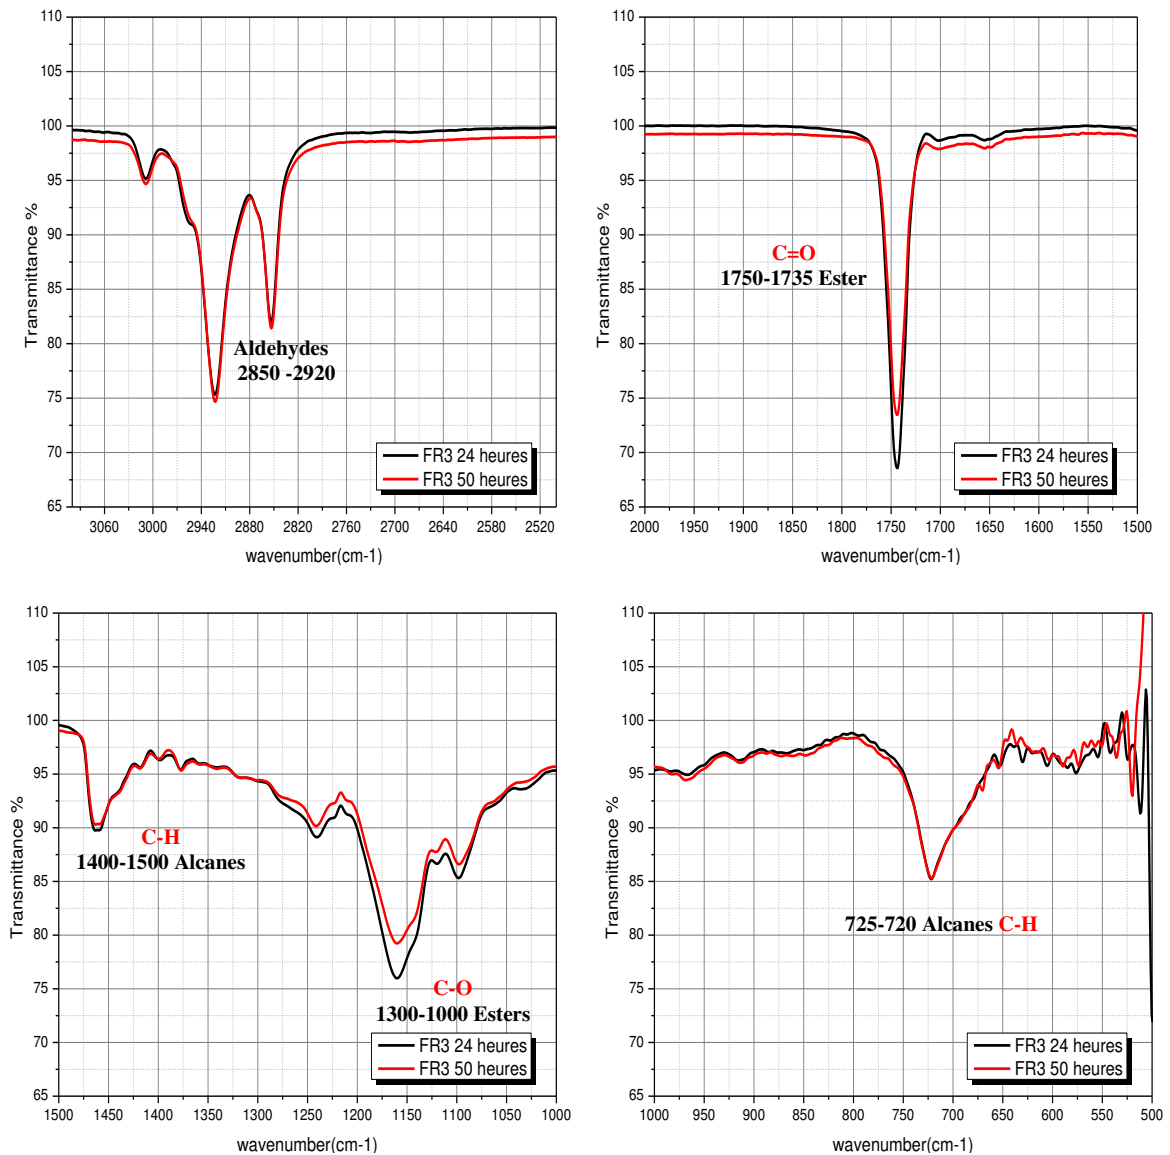 110
105
100
95
90
85
80
75
70
65
Transmittance %
Aldehydes
2850 -2920
FR3 24 heures
FR3 50 heures
3060 3000 2940 2880 2820 2760 2700 2640 2580 2520
wavenumber(cm-1)
110
105
100
95
90
85
80
75
70
65
Transmittance %
C=O
1750-1735 Ester
FR3 24 heures
FR3 50 heures
2000 1950 1900 1850 1800 1750 1700 1650 1600 1550 1500
wavenumber(cm-1)
110
105
100
95
90
85
80
75
70
65
Transmittance %
C-H
1400-1500 Alcanes
C-O
1300-1000 Esters
FR3 24 heures
FR3 50 heures
1500 1450 1400 1350 1300 1250 1200 1150 1100 1050 1000
wavenumber(cm-1)
110
105
100
95
90
85
80
75
70
65
Transmittance %
725-720 Alcanes C-H
FR3 24 heures
FR3 50 heures
1000 950 900 850 800 750 700 650 600 550 500
wavenumber(cm-1)